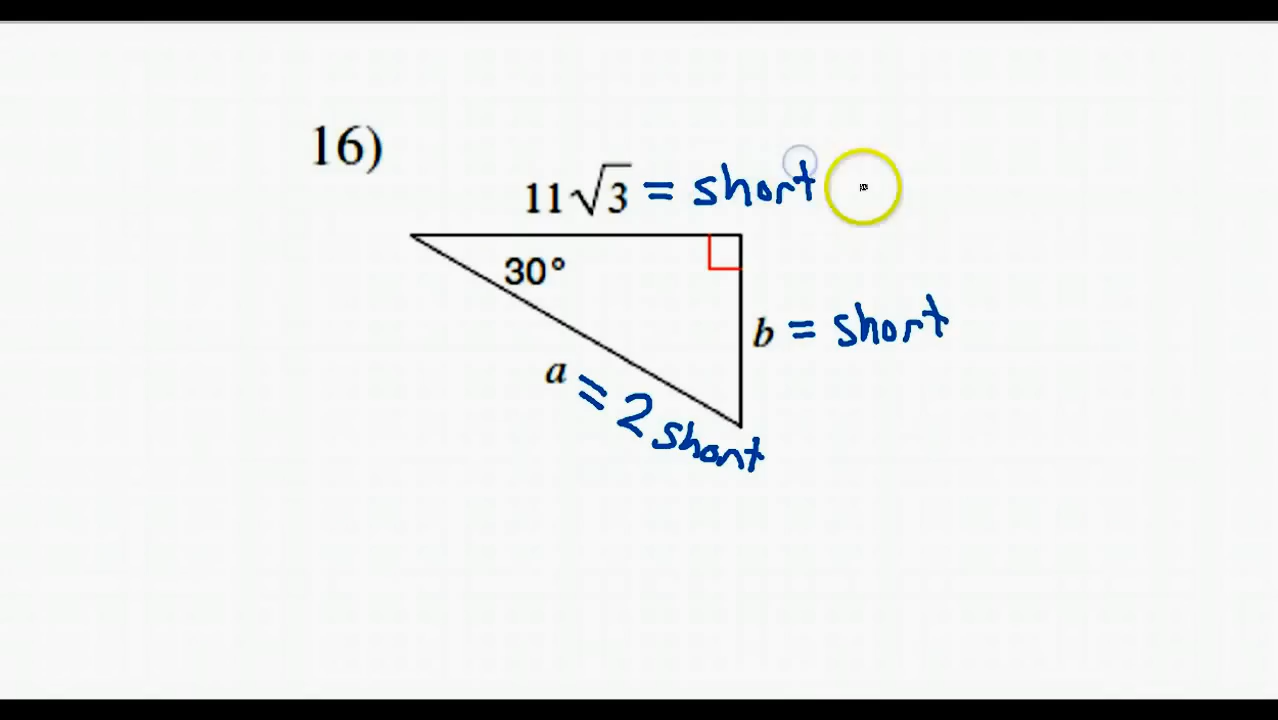 16)
11√3 = short
30°
b = short
a = 2 short